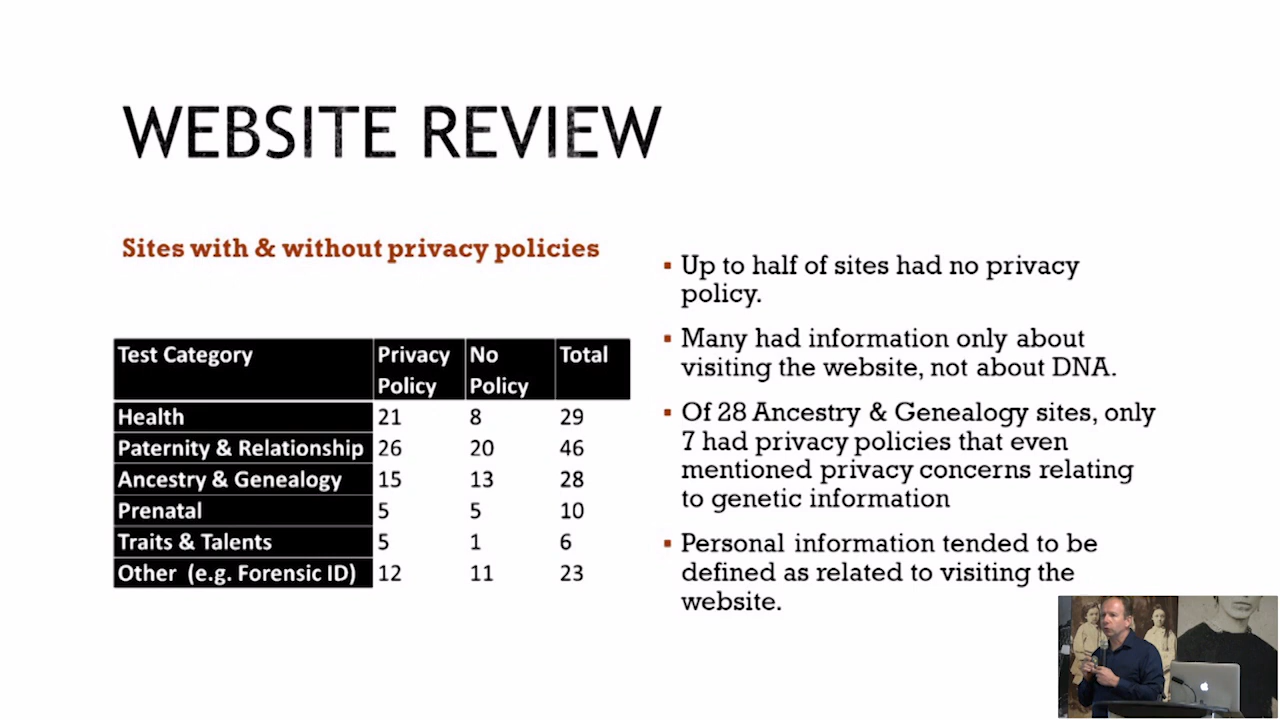 WEBSITE REVIEW
Sites with & without privacy policies
Test Category Privacy Policy No Policy Total
Health 21 8 29
Paternity & Relationship 26 20 46
Ancestry & Genealogy 15 13 28
Prenatal 5 5 10
Traits & Talents 5 1 6
Other (e.g. Forensic ID) 12 11 23
Up to half of sites had no privacy
policy.
Many had information only about
visiting the website, not about DNA.
Of 28 Ancestry & Genealogy sites, only
7 had privacy policies that even
mentioned privacy concerns relating
to genetic information
Personal information tended to be
defined as related to visiting the
website.